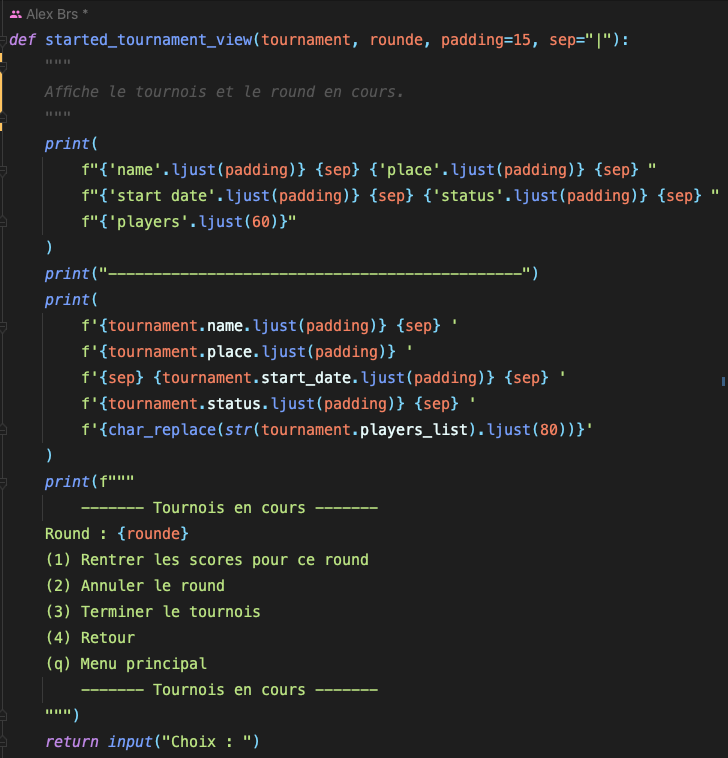 Alex Brs *
def started_tournament_view(tournament, rounde, padding=15, sep="|"):
    """
    Affiche le tournois et le round en cours.
    """
    print(
        f"{'name'.ljust(padding)} {sep} {'place'.ljust(padding)} {sep} "
        f"{'start date'.ljust(padding)} {sep} {'status'.ljust(padding)} {sep} "
        f"{'players'.ljust(60)}"
    )
    print("----------------------------------------------")
    print(
        f'{tournament.name.ljust(padding)} {sep} '
        f'{tournament.place.ljust(padding)} '
        f'{sep} {tournament.start_date.ljust(padding)} {sep} '
        f'{tournament.status.ljust(padding)} {sep} '
        f'{char_replace(str(tournament.players_list).ljust(80))}'
    )
    print(f"""
        ------- Tournois en cours -------
    Round : {rounde}
    (1) Rentrer les scores pour ce round
    (2) Annuler le round
    (3) Terminer le tournois
    (4) Retour
    (q) Menu principal
        ------- Tournois en cours -------
    """)
    return input("Choix : ")